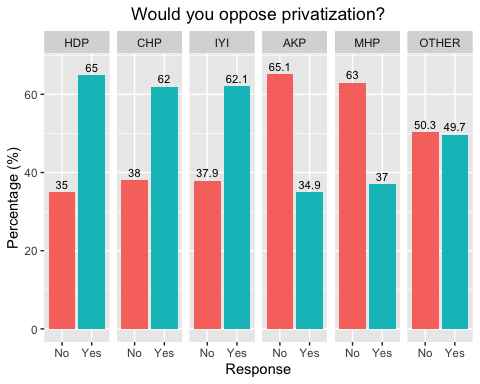 Would you oppose privatization?
HDP CHP IYI AKP MHP OTHER
35 65 38 62 37.9 62.1 65.1 34.9 63 37 50.3 49.7
Percentage (%)
60
40
20
0
No Yes No Yes No Yes No Yes No Yes No Yes
Response